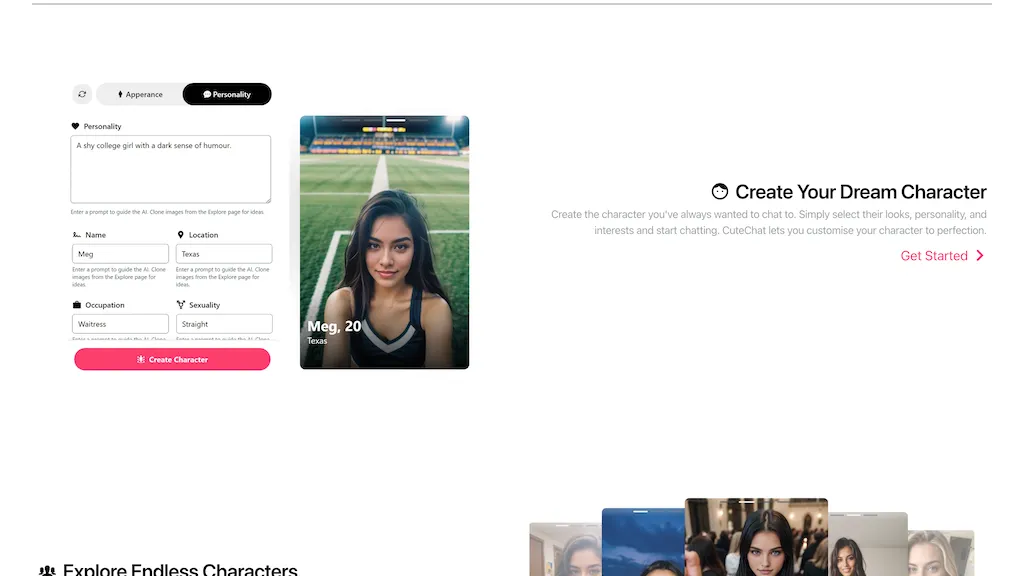 Apperance
Personality
Personality
A shy college girl with a dark sense of humour.
Enter a prompt to guide the AI. Clone images from the Explore page for ideas.
Name
Location
Meg
Texas
Enter a prompt to guide the AI. Clone
images from the Explore page for
ideas.
Enter a prompt to guide the AI. Clone
images from the Explore page for
ideas.
Occupation
Sexuality
Waitress
Straight
Create Character
Meg, 20
Texas
Create Your Dream Character
Create the character you've always wanted to chat to. Simply select their looks, personality, and
interests and start chatting. CuteChat lets you customise your character to perfection.
Get Started
Explore Endless Characters